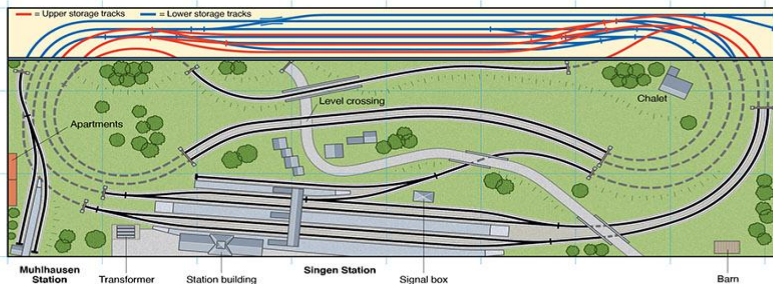 = Upper storage tracks = Lower storage tracks
Level crossing
Chalet
Apartments
Muhlhausen
Station
Transformer
Station building
Singen Station
Signal box
Barn